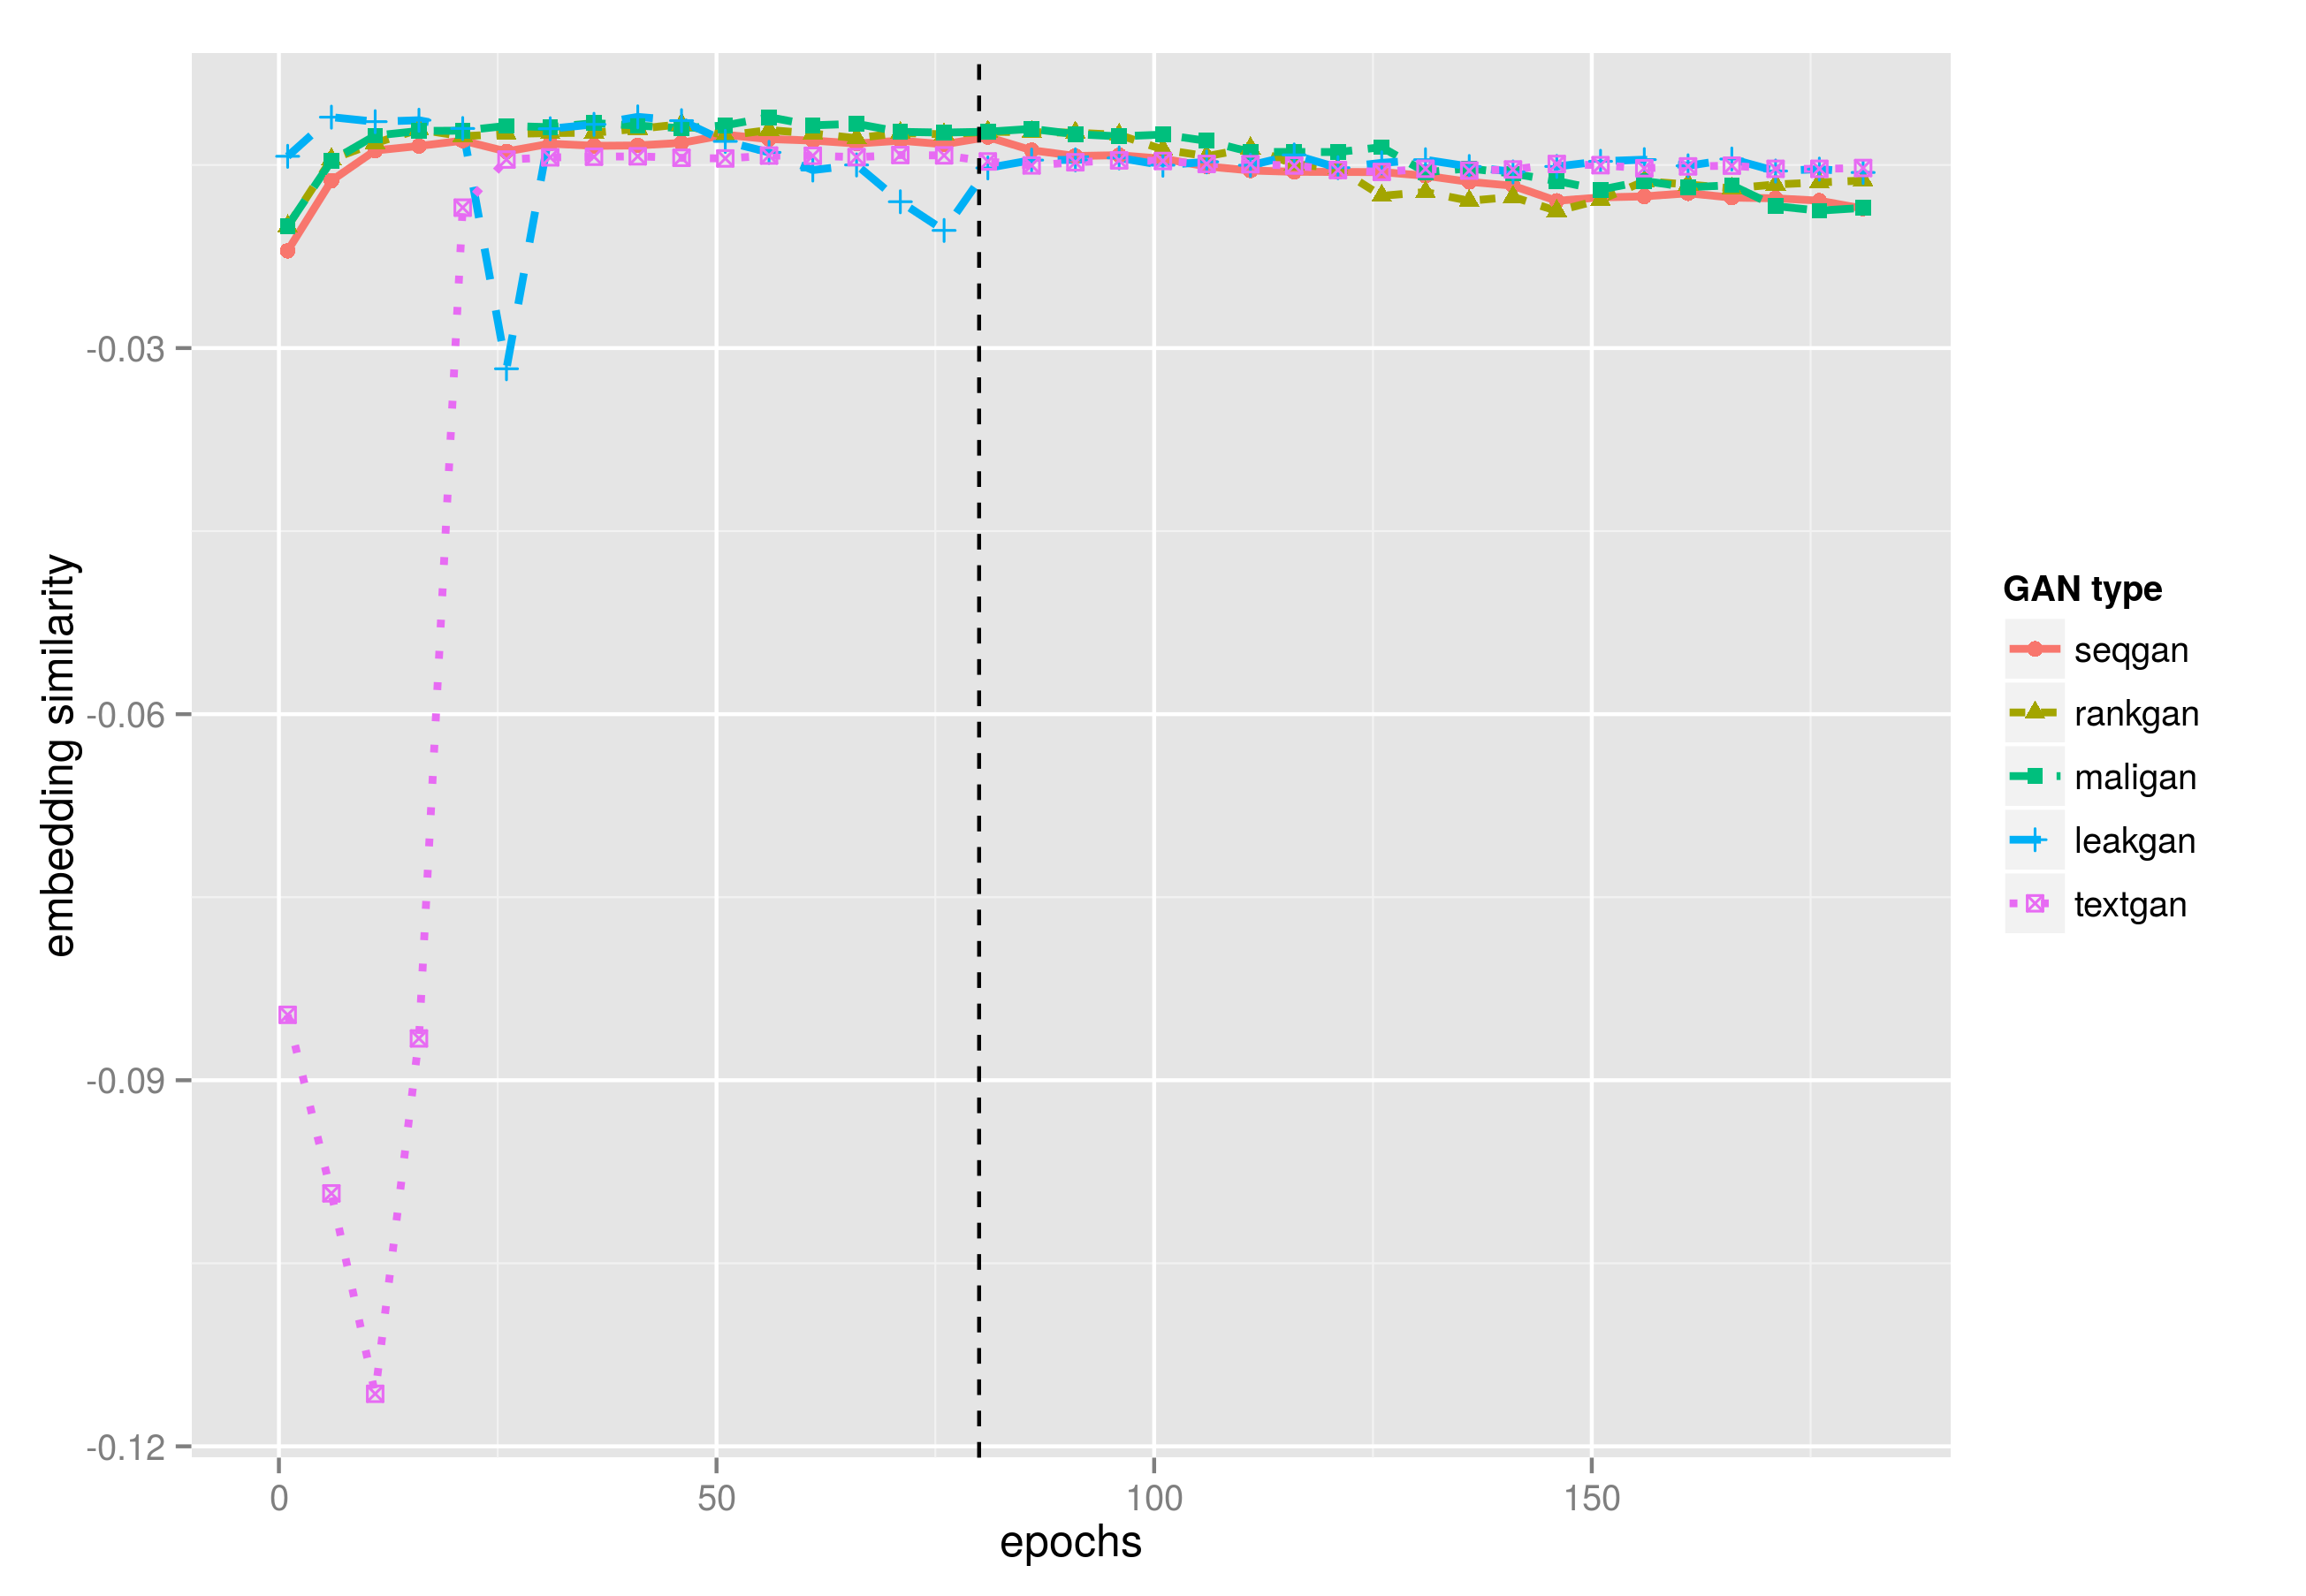 embedding similarity
-0.03
-0.06
-0.09
-0.12
0
50
100
150
epochs
GAN type
seqgan
rankgan
maligan
leakgan
textgan